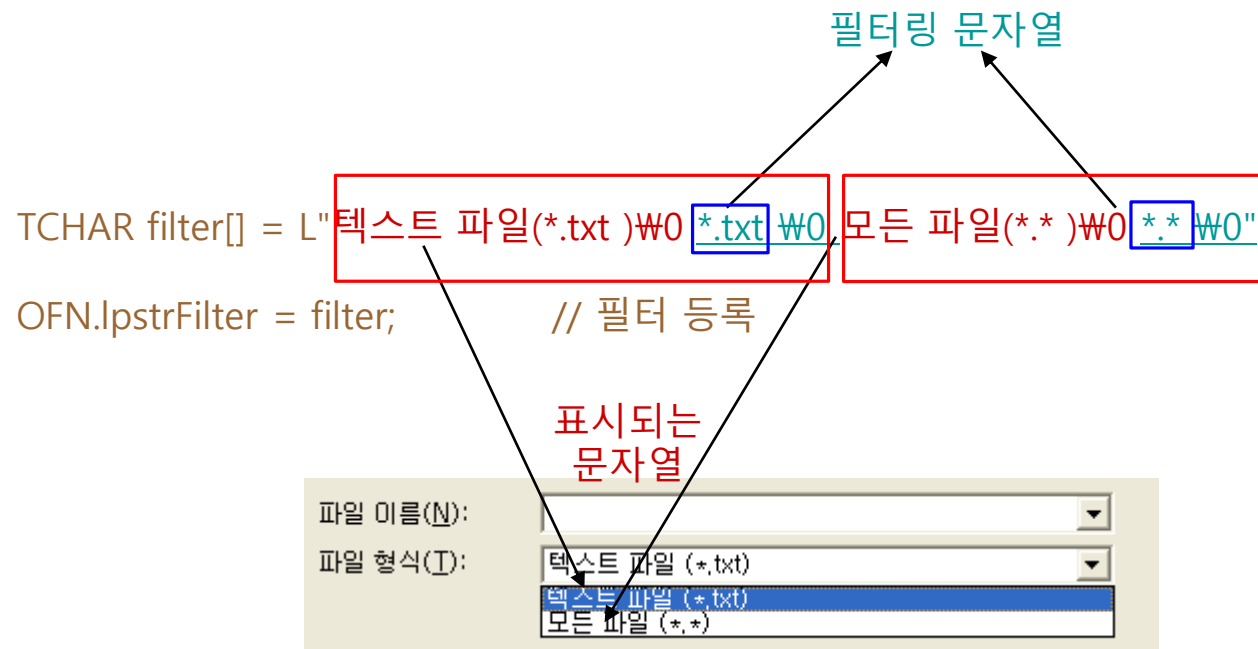 필터링 문자열
TCHAR filter[] = L"텍스트 파일(*.txt )₩0 *.txt ₩0 모든 파일(*.* )₩0 *.* ₩0"
OFN.lpstrFilter = filter; // 필터 등록
표시되는
문자열
파일 이름(N):
파일 형식(T): 텍스트 파일 (*.txt)
텍스트 파일 (*.txt)
모든 파일 (*.*)